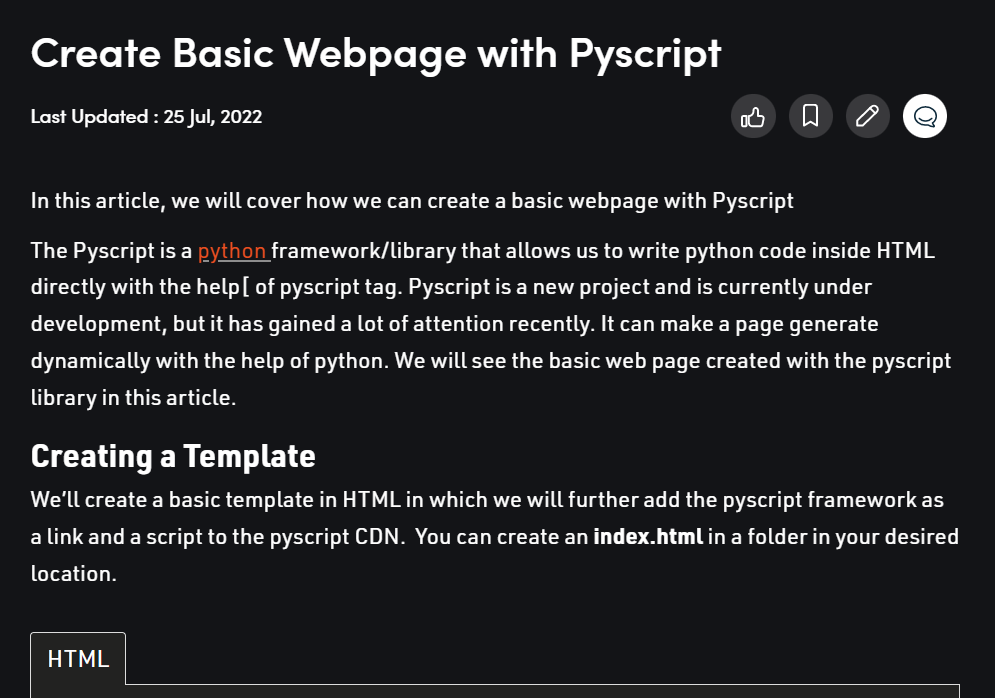 Create Basic Webpage with Pyscript
Last Updated : 25 Jul, 2022
In this article, we will cover how we can create a basic webpage with Pyscript
The Pyscript is a python framework/library that allows us to write python code inside HTML
directly with the help[ of pyscript tag. Pyscript is a new project and is currently under
development, but it has gained a lot of attention recently. It can make a page generate
dynamically with the help of python. We will see the basic web page created with the pyscript
library in this article.
Creating a Template
We’ll create a basic template in HTML in which we will further add the pyscript framework as
a link and a script to the pyscript CDN.  You can create an index.html in a folder in your desired
location.
HTML